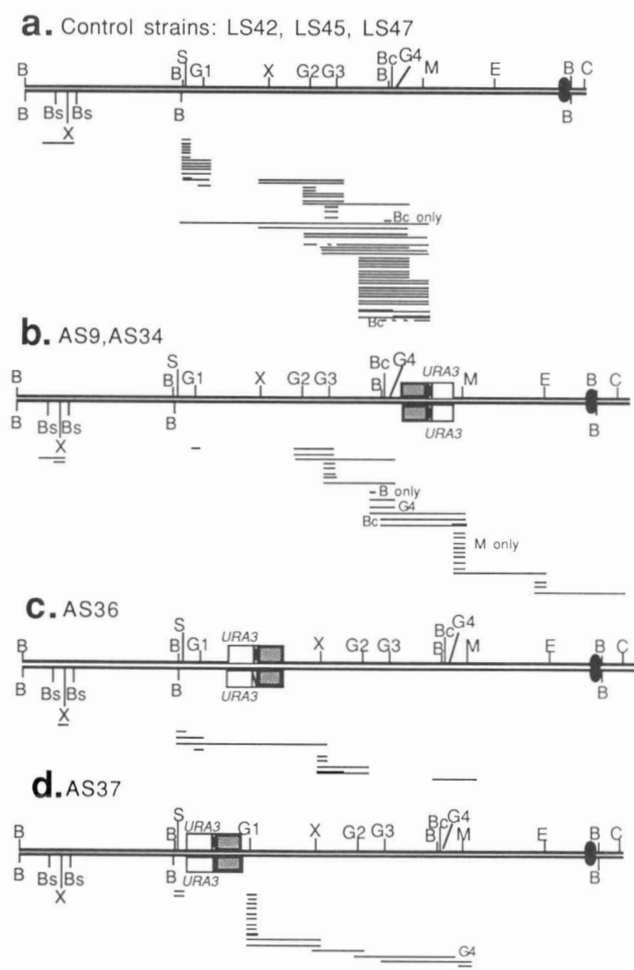 a. Control strains: LS42, LS45, LS47
B S B G1 X G2 G3 Bc B G4 M E B C
B Bs X Bs B B
Bc only
Bc
b. AS9,AS34
B S B G1 X G2 G3 Bc B G4 URA3 M E B C
B Bs X Bs B URA3 B
B only
G4
Bc
M only
c. AS36
B S B G1 URA3 X G2 G3 Bc B G4 M E B C
B Bs X Bs B URA3 B
d. AS37
B S B URA3 G1 X G2 G3 Bc B G4 M E B C
B Bs X Bs B URA3 B
G4